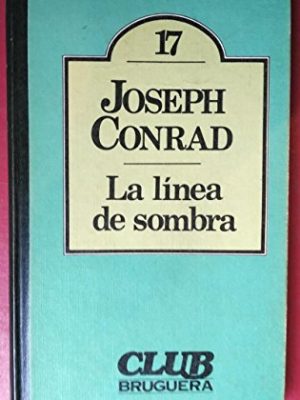 17
JOSEPH
CONRAD
La línea
de sombra
CLUB
BRUGUERA